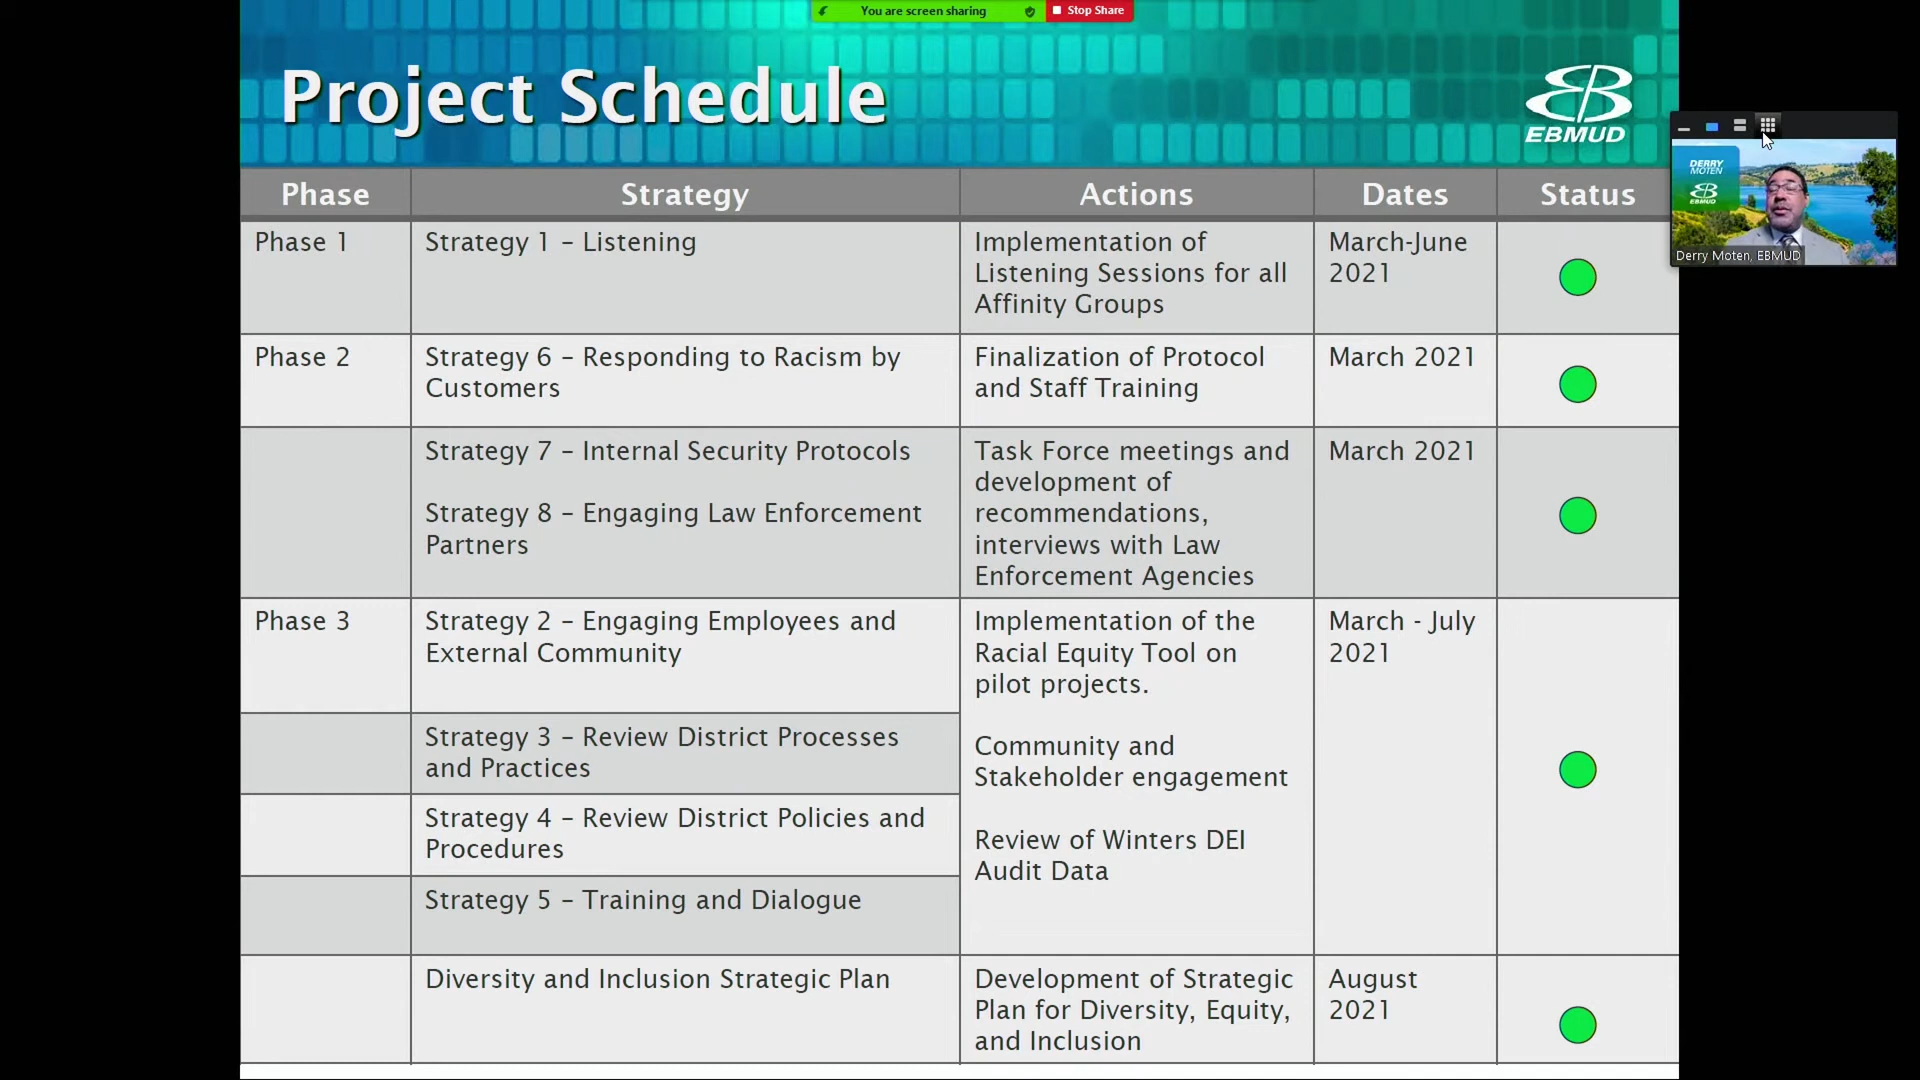 You are screen sharing
Stop Share
Project Schedule
EBMUD
Phase
Strategy
Actions
Dates
Status
DERRY
MOTEN
EBMUD
Derry Moten, EBMUD
Phase 1
Strategy 1 – Listening
Implementation of
Listening Sessions for all
Affinity Groups
March-June
2021
Phase 2
Strategy 6 – Responding to Racism by
Customers
Finalization of Protocol
and Staff Training
March 2021
Strategy 7 – Internal Security Protocols
Strategy 8 – Engaging Law Enforcement
Partners
Task Force meetings and
development of
recommendations,
interviews with Law
Enforcement Agencies
March 2021
Phase 3
Strategy 2 – Engaging Employees and
External Community
Implementation of the
Racial Equity Tool on
pilot projects.
Community and
Stakeholder engagement
Review of Winters DEI
Audit Data
March - July
2021
Strategy 3 – Review District Processes
and Practices
Strategy 4 – Review District Policies and
Procedures
Strategy 5 – Training and Dialogue
Diversity and Inclusion Strategic Plan
Development of Strategic
Plan for Diversity, Equity,
and Inclusion
August
2021